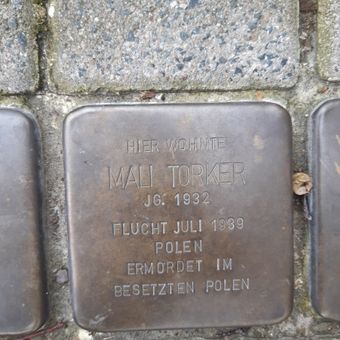 HIER WOHNTE
MALI TORKER
JG. 1932
FLUCHT JULI 1939
POLEN
ERMORDET IM
BESETZTEN POLEN